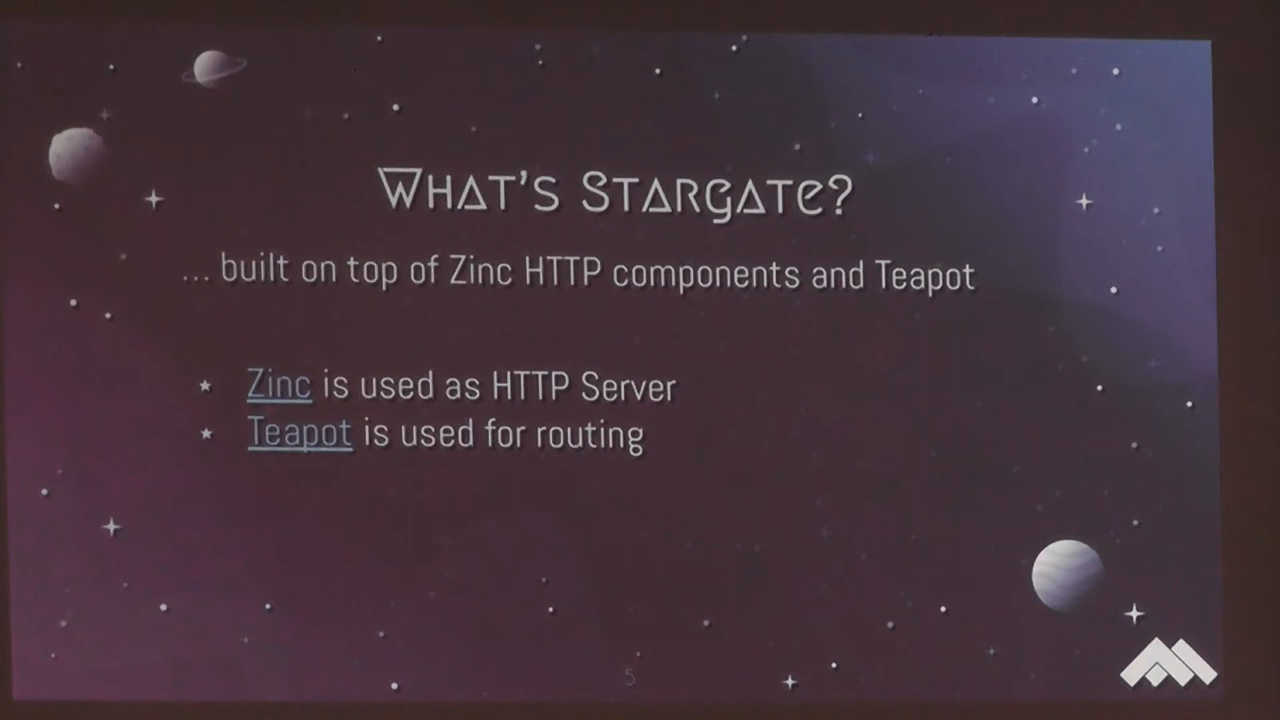 What's Stargate?
... built on top of Zinc HTTP components and Teapot
★ Zinc is used as HTTP Server
★ Teapot is used for routing
5